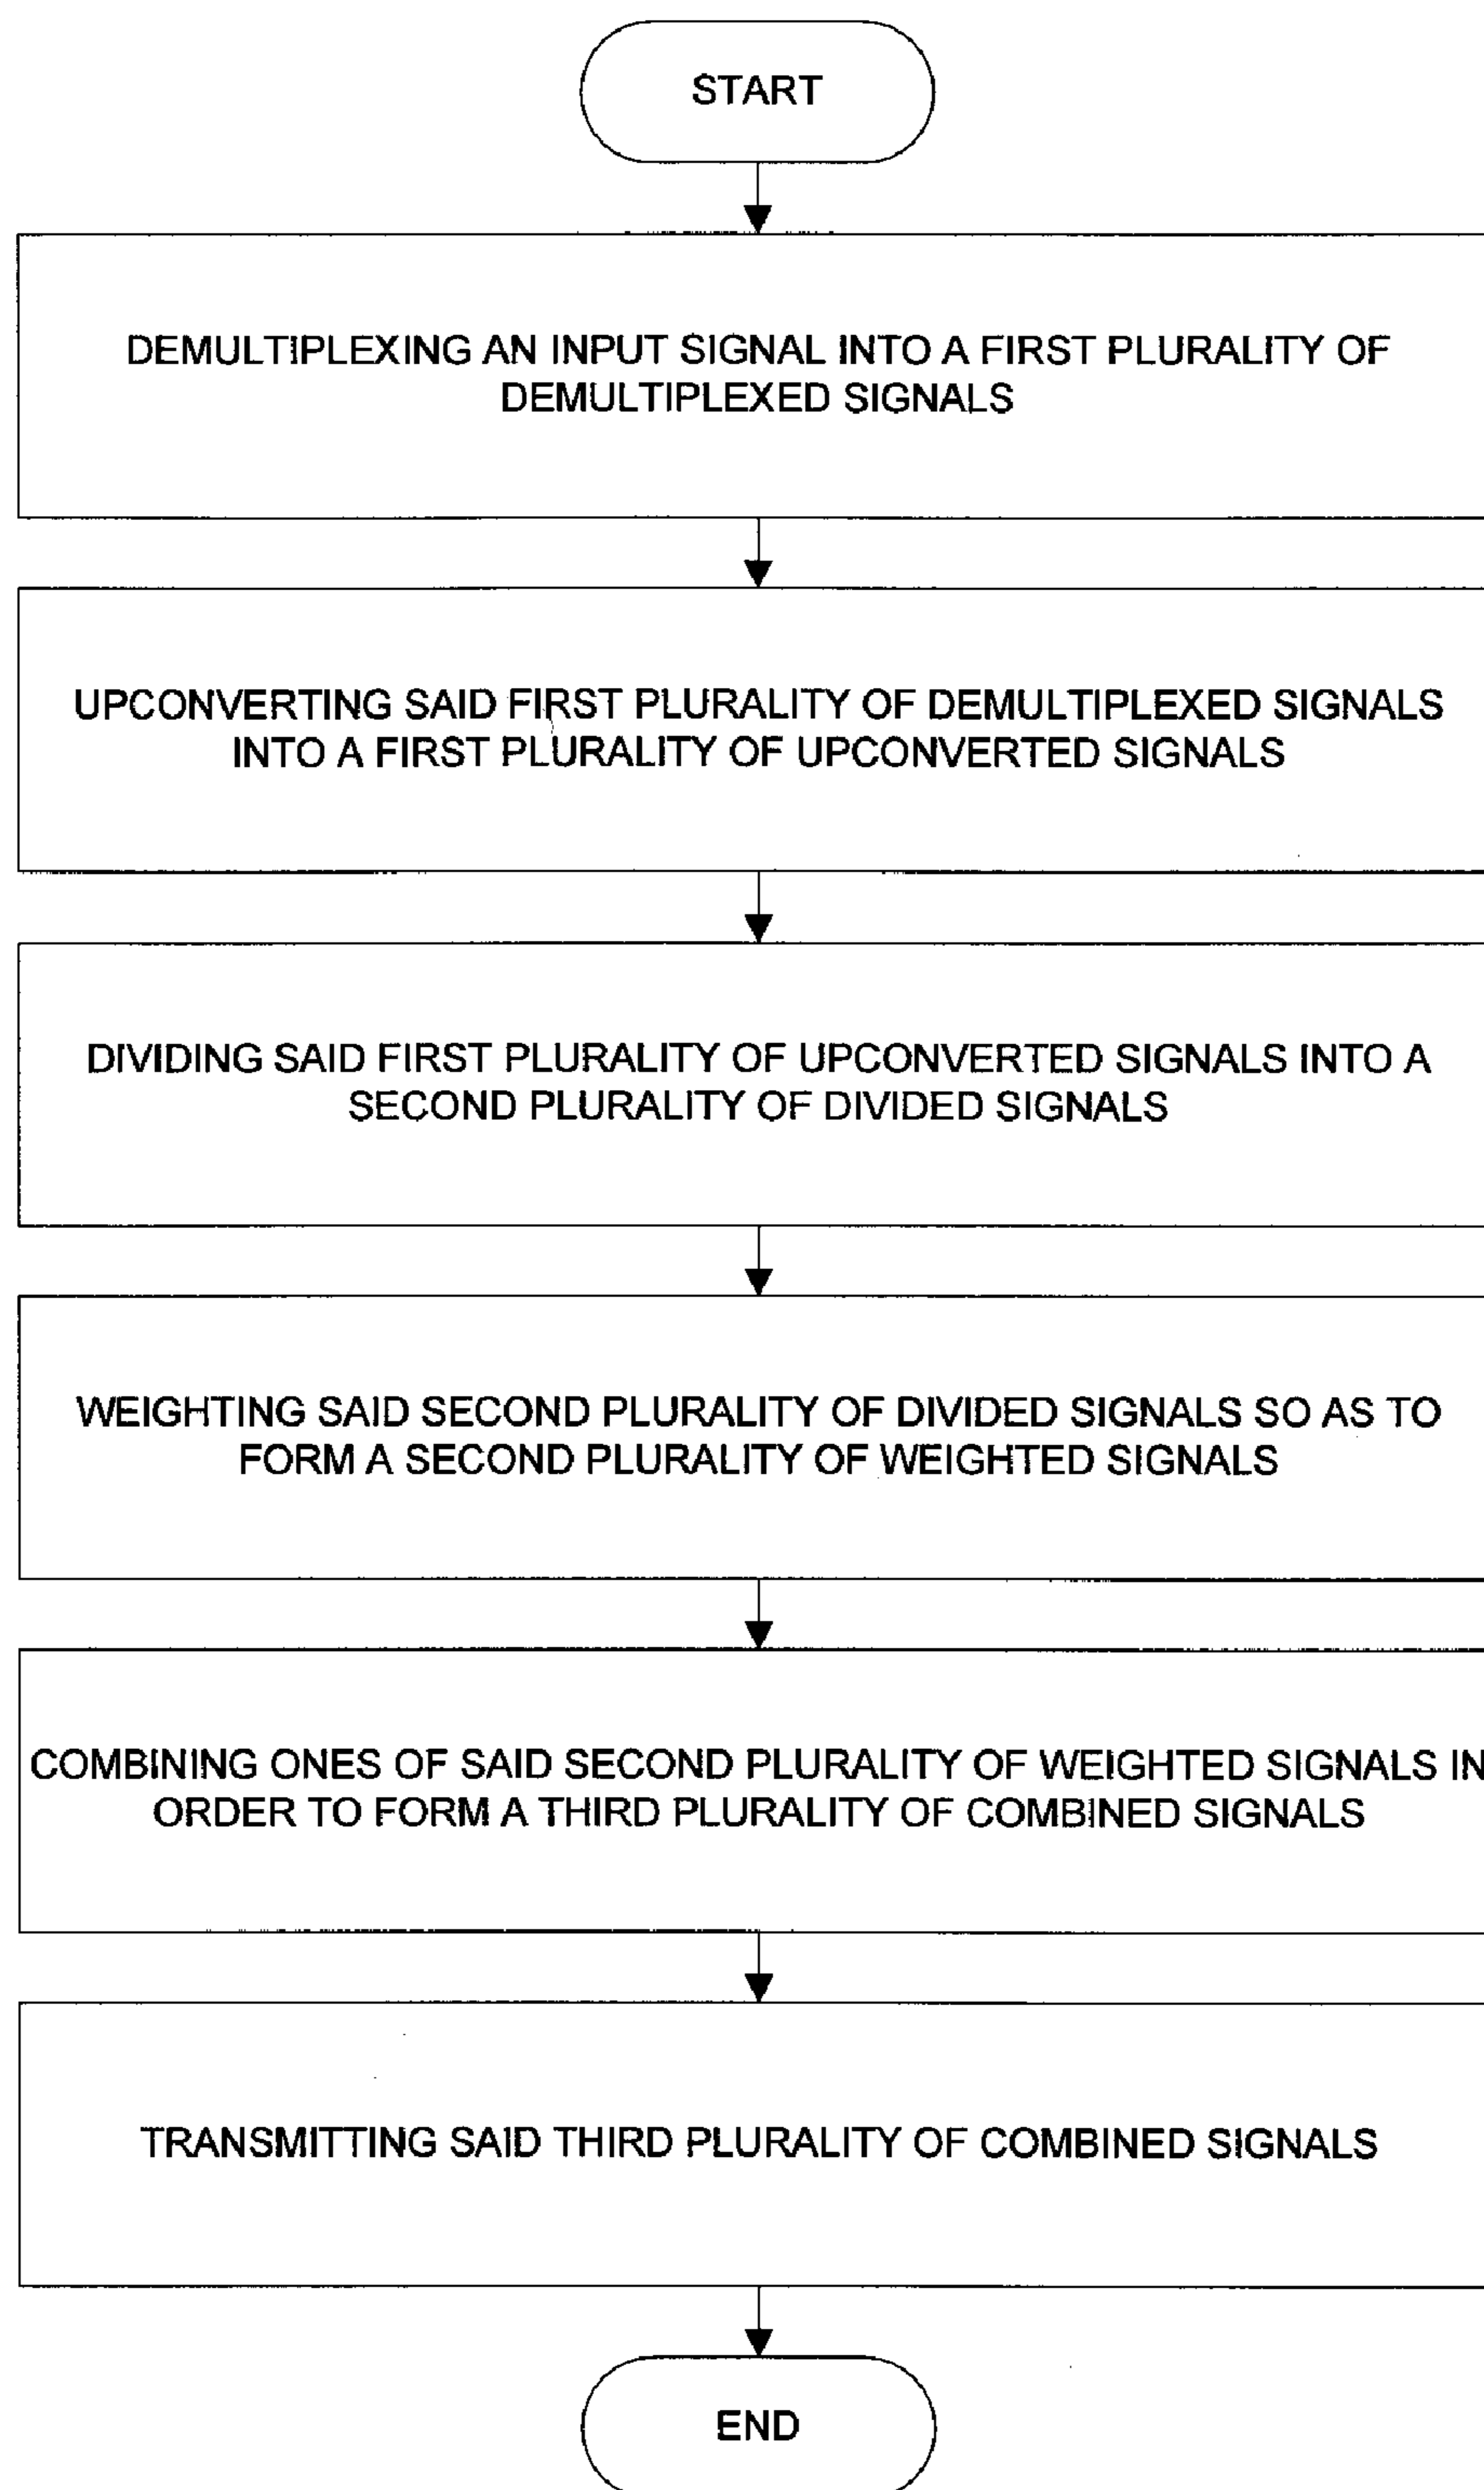 START
DEMULTIPLEXING AN INPUT SIGNAL INTO A FIRST PLURALITY OF
DEMULTIPLEXED SIGNALS
UPCONVERTING SAID FIRST PLURALITY OF DEMULTIPLEXED SIGNALS
INTO A FIRST PLURALITY OF UPCONVERTED SIGNALS
DIVIDING SAID FIRST PLURALITY OF UPCONVERTED SIGNALS INTO A
SECOND PLURALITY OF DIVIDED SIGNALS
WEIGHTING SAID SECOND PLURALITY OF DIVIDED SIGNALS SO AS TO
FORM A SECOND PLURALITY OF WEIGHTED SIGNALS
COMBINING ONES OF SAID SECOND PLURALITY OF WEIGHTED SIGNALS IN
ORDER TO FORM A THIRD PLURALITY OF COMBINED SIGNALS
TRANSMITTING SAID THIRD PLURALITY OF COMBINED SIGNALS
END